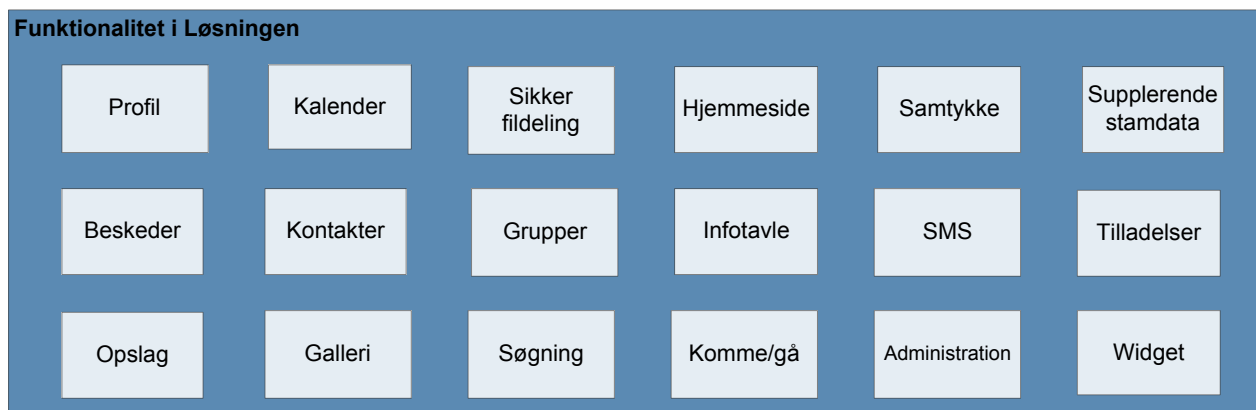 Funktionalitet i Løsningen
Profil
Kalender
Sikker
fildeling
Hjemmeside
Samtykke
Supplerende
stamdata
Beskeder
Kontakter
Grupper
Infotavle
SMS
Tilladelser
Opslag
Galleri
Søgning
Komme/gå
Administration
Widget